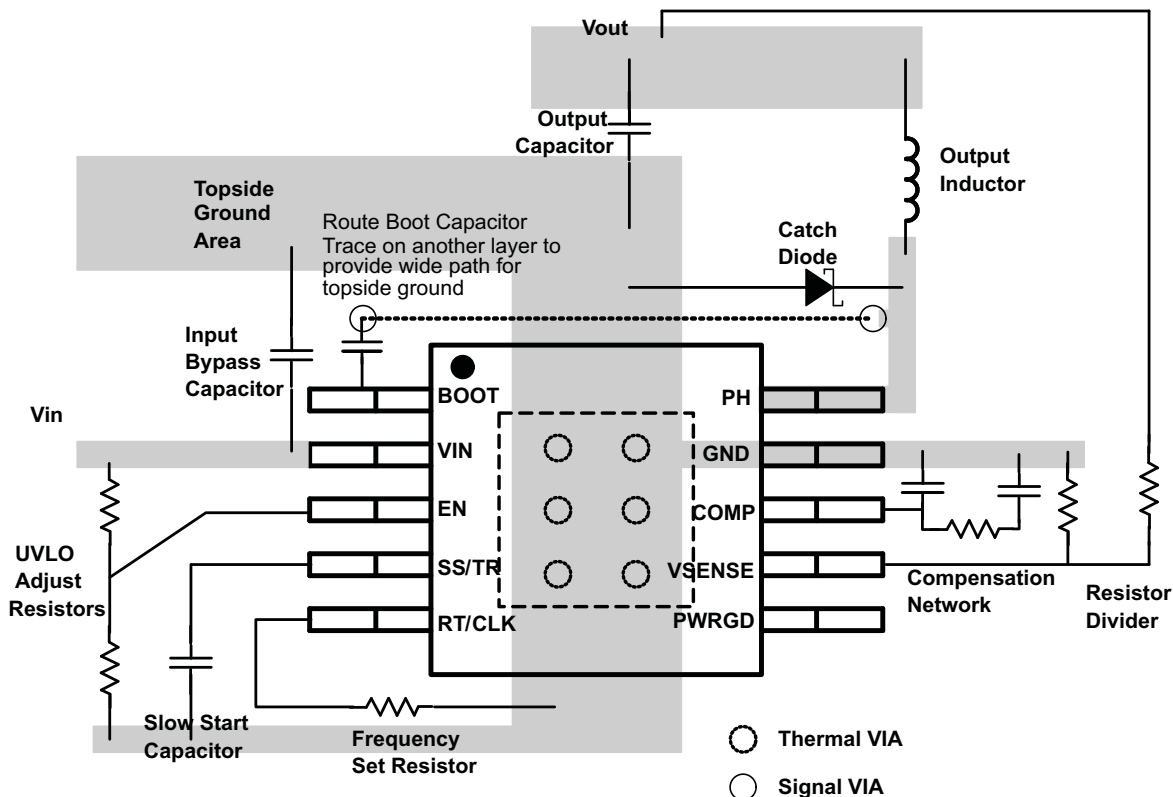 Vout
Output
Capacitor
Output
Inductor
Topside
Ground
Area
Route Boot Capacitor
Trace on another layer to
provide wide path for
topside ground
Catch
Diode
Input
Bypass
Capacitor
Vin
BOOT
VIN
EN
SS/TR
RT/CLK
PH
GND
COMP
VSENSE
PWRGD
UVLO
Adjust
Resistors
Compensation
Network
Resistor
Divider
Slow Start
Capacitor
Frequency
Set Resistor
Thermal VIA
Signal VIA